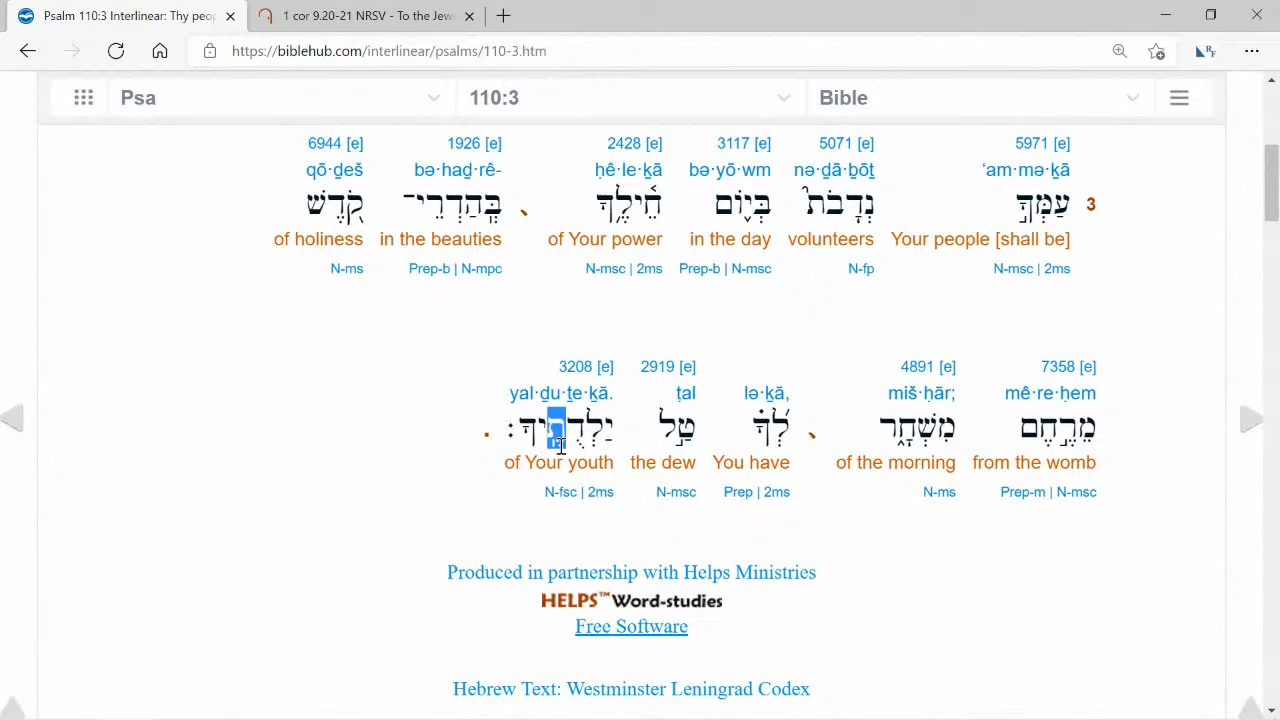 Psalm 110:3 Interlinear: Thy peo
1 cor 9.20-21 NRSV - To the Jew
https://biblehub.com/interlinear/psalms/110-3.htm
Psa 110:3 Bible
6944 [e] 1926 [e] 2428 [e] 3117 [e] 5071 [e] 5971 [e]
qō·ḏeš bə·haḏ·rê- ḥê·le·ḵā bə·yō·wm nə·ḏā·ḇōṯ ‘am·mə·ḵā
3 עַמְּךָ֣ נְדָבֹת֮ בְּי֪וֹם חֵ֫ילֶ֥ךָ ، בְּֽהַדְרֵי־ קֹ֭דֶשׁ
of holiness in the beauties of Your power in the day volunteers Your people [shall be]
N-ms Prep-b | N-mpc N-msc | 2ms Prep-b | N-msc N-fp N-msc | 2ms
3208 [e] 2919 [e] 4891 [e] 7358 [e]
yal·ḏu·ṯe·ḵā. ṭal lə·ḵā, miš·ḥār; mê·re·ḥem
מֵרֶ֣חֶם מִשְׁחָ֑ר ، לְ֝ךָ֗ טַ֣ל יַלְדֻתֶֽיךָ׃ .
of Your youth the dew You have of the morning from the womb
N-fsc | 2ms N-msc Prep | 2ms N-ms Prep-m | N-msc
Produced in partnership with Helps Ministries
HELPS™ Word-studies
Free Software
Hebrew Text: Westminster Leningrad Codex